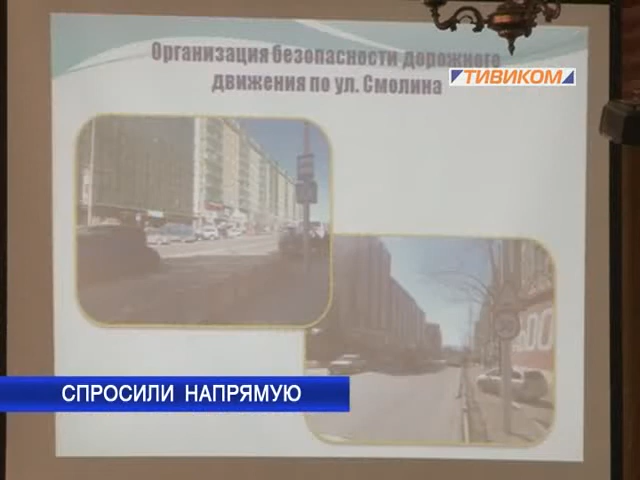 Организация безопасности дорожного
движения по ул. Смолина
ТИВИКОМ
СПРОСИЛИ НАПРЯМУЮ